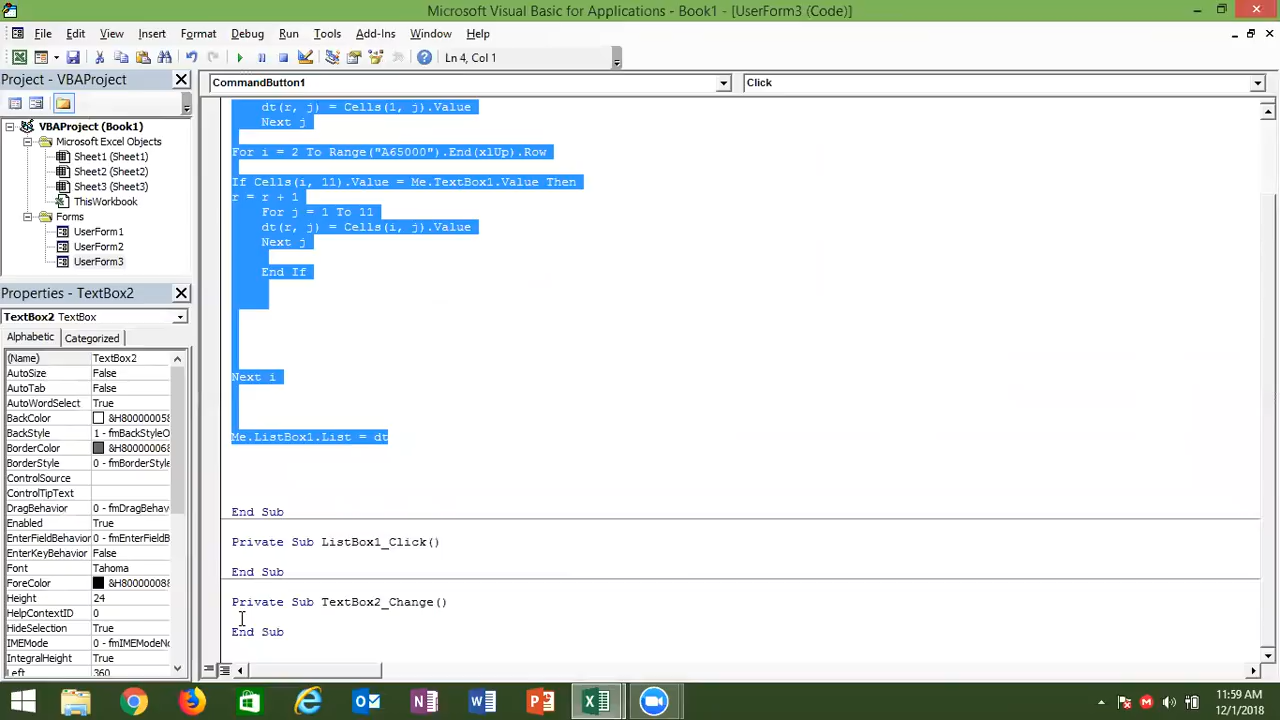 Microsoft Visual Basic for Applications - Book1 - [UserForm3 (Code)]
File Edit View Insert Format Debug Run Tools Add-Ins Window Help
Ln 4, Col 1
Project - VBAProject
CommandButton1
Click
VBAProject (Book1)
Microsoft Excel Objects
Sheet1 (Sheet1)
Sheet2 (Sheet2)
Sheet3 (Sheet3)
ThisWorkbook
Forms
UserForm1
UserForm2
UserForm3
Properties - TextBox2
TextBox2 TextBox
Alphabetic Categorized
(Name) TextBox2
AutoSize False
AutoTab False
AutoWordSelect True
BackColor &H80000005
BackStyle 1 - fmBackStyleO
BorderColor &H80000006
BorderStyle 0 - fmBorderStyle
ControlSource
ControlTipText
DragBehavior 0 - fmDragBehav
Enabled True
EnterFieldBehavior 0 - fmEnterFieldB
EnterKeyBehavior False
Font Tahoma
ForeColor &H80000008
Height 24
HelpContextID 0
HideSelection True
IMEMode 0 - fmIMEModeNo
IntegralHeight True
Left 360
dt(r, j) = Cells(1, j).Value
Next j
For i = 2 To Range("A65000").End(xlUp).Row
If Cells(i, 11).Value = Me.TextBox1.Value Then
r = r + 1
For j = 1 To 11
dt(r, j) = Cells(i, j).Value
Next j
End If
Next i
Me.ListBox1.List = dt
End Sub
Private Sub ListBox1_Click()
End Sub
Private Sub TextBox2_Change()
End Sub
11:59 AM
12/1/2018